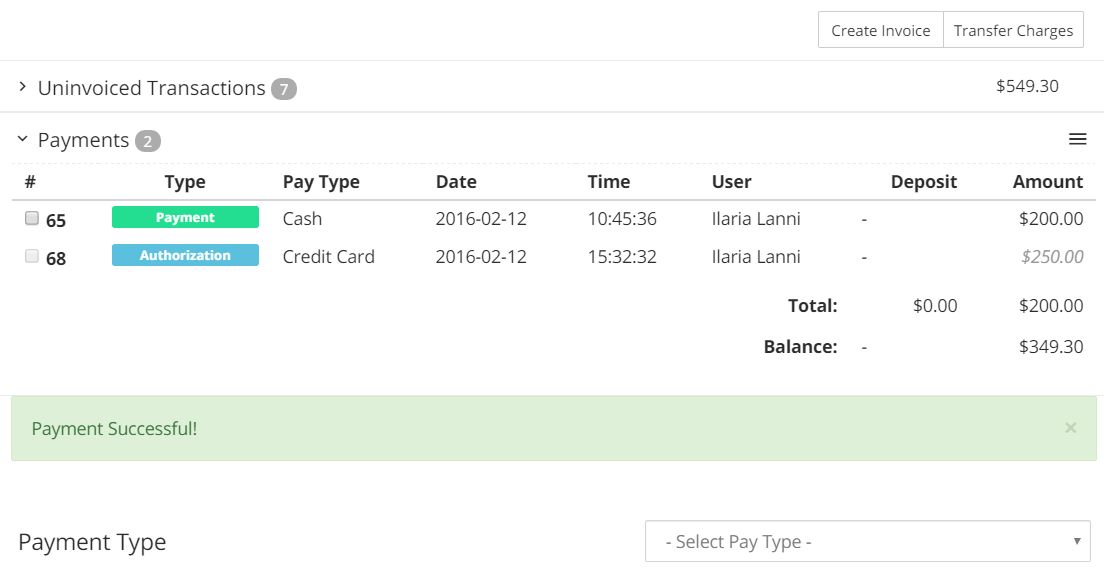 Create Invoice Transfer Charges
Uninvoiced Transactions 7 $549.30
Payments 2
# Type Pay Type Date Time User Deposit Amount
65 Payment Cash 2016-02-12 10:45:36 Ilaria Lanni - $200.00
68 Authorization Credit Card 2016-02-12 15:32:32 Ilaria Lanni - $250.00
Total: $0.00 $200.00
Balance: - $349.30
Payment Successful! ×
Payment Type - Select Pay Type -